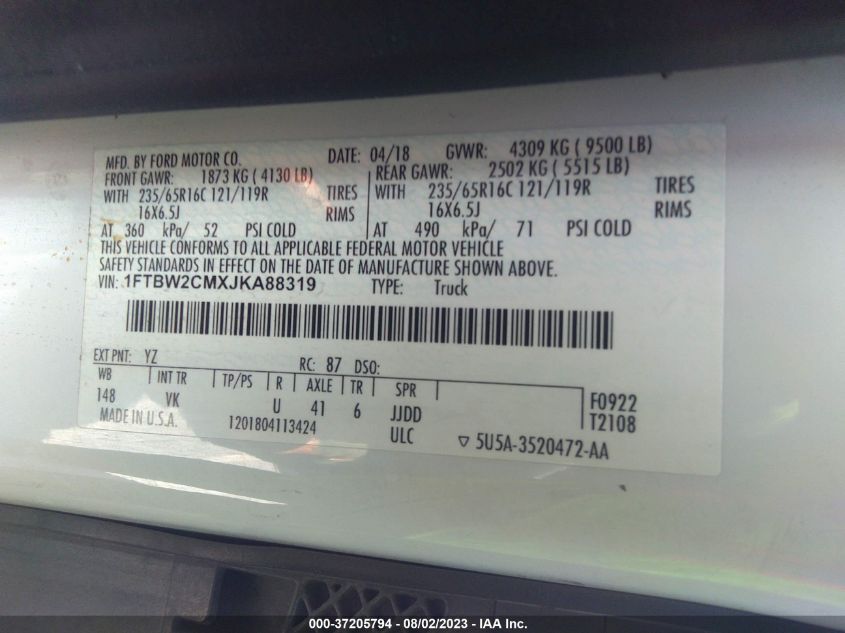 MFD. BY FORD MOTOR CO. DATE: 04/18 GVWR: 4309 KG ( 9500 LB)
FRONT GAWR: 1873 KG ( 4130 LB) REAR GAWR: 2502 KG ( 5515 LB)
WITH 235/65R16C 121/119R TIRES WITH 235/65R16C 121/119R TIRES
16X6.5J RIMS 16X6.5J RIMS
AT 360 kPa/ 52 PSI COLD AT 490 kPa/ 71 PSI COLD
THIS VEHICLE CONFORMS TO ALL APPLICABLE FEDERAL MOTOR VEHICLE
SAFETY STANDARDS IN EFFECT ON THE DATE OF MANUFACTURE SHOWN ABOVE.
VIN: 1FTBW2CMXJKA88319 TYPE: Truck
EXT PNT: YZ RC: 87 DSO:
WB INT TR TP/PS R AXLE TR SPR F0922
148 VK U 41 6 JJDD T2108
MADE IN U.S.A. 1201804113424 ULC ▽ 5U5A-3520472-AA
000-37205794 - 08/02/2023 - IAA Inc.